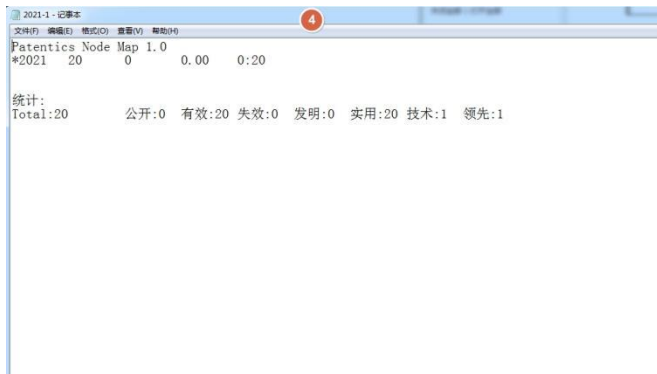 2021-1 - 记事本
4
文件(F) 编辑(E) 格式(O) 查看(V) 帮助(H)
Patentics Node Map 1.0
*2021 20 0 0.00 0:20
统计:
Total:20 公开:0 有效:20 失效:0 发明:0 实用:20 技术:1 领先:1